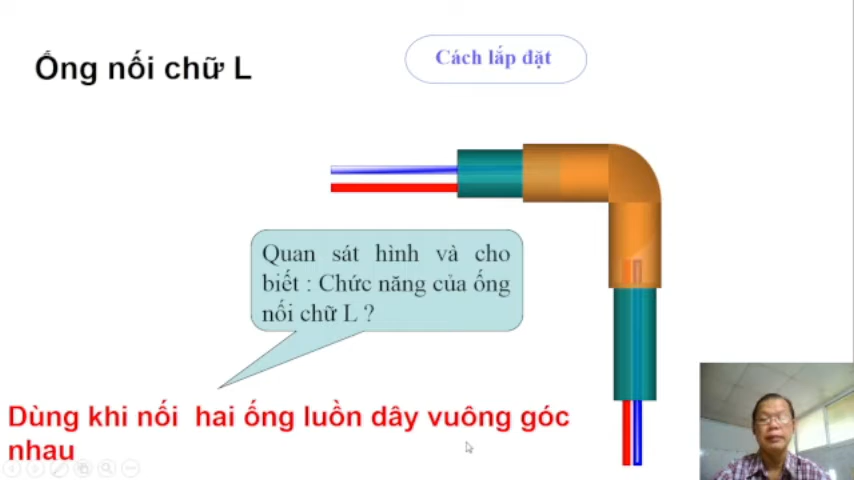 Ống nối chữ L
Cách lắp đặt
Quan sát hình và cho
biết : Chức năng của ống
nối chữ L ?
Dùng khi nối hai ống luồn dây vuông góc
nhau